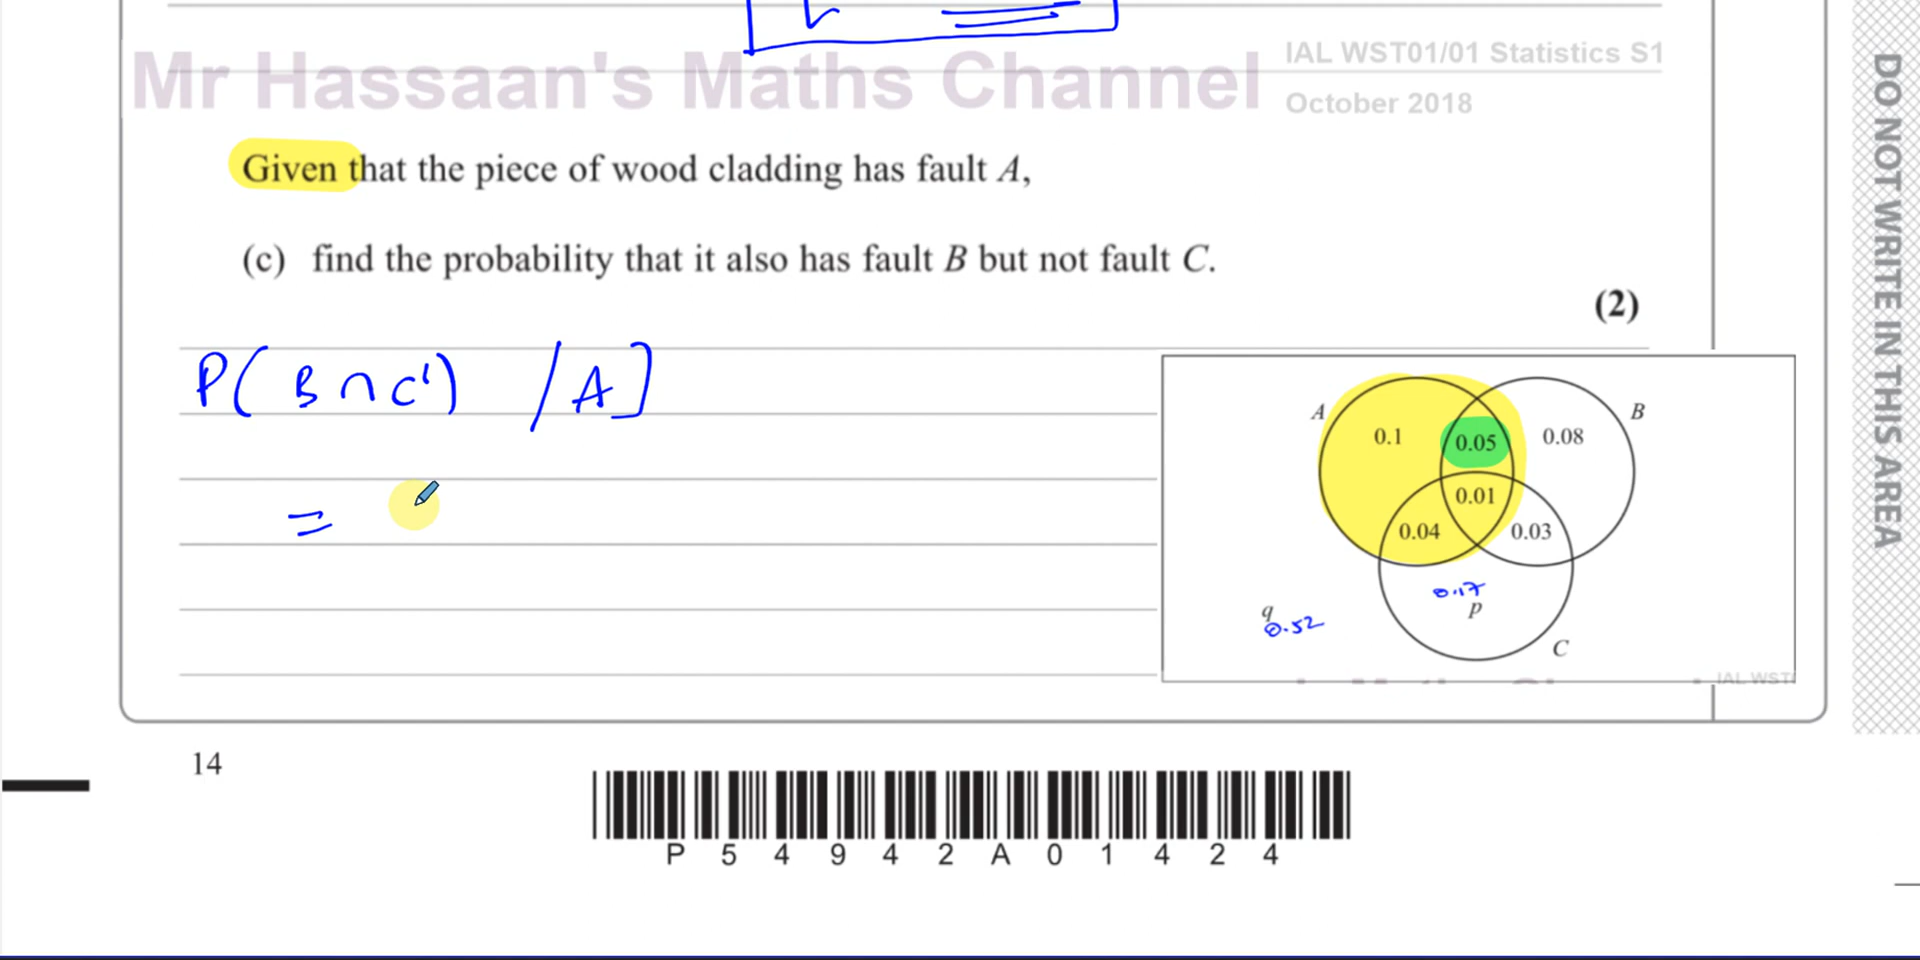 Mr Hassaan's Maths Channel
IAL WST01/01 Statistics S1
October 2018
Given that the piece of wood cladding has fault A,
(c) find the probability that it also has fault B but not fault C.
(2)
P( B ∩ C') / A]
=
A
B
0.1
0.05
0.08
0.01
0.04
0.03
0.17
p
q
0.52
C
IAL WST
14
P 5 4 9 4 2 A 0 1 4 2 4
DO NOT WRITE IN THIS AREA